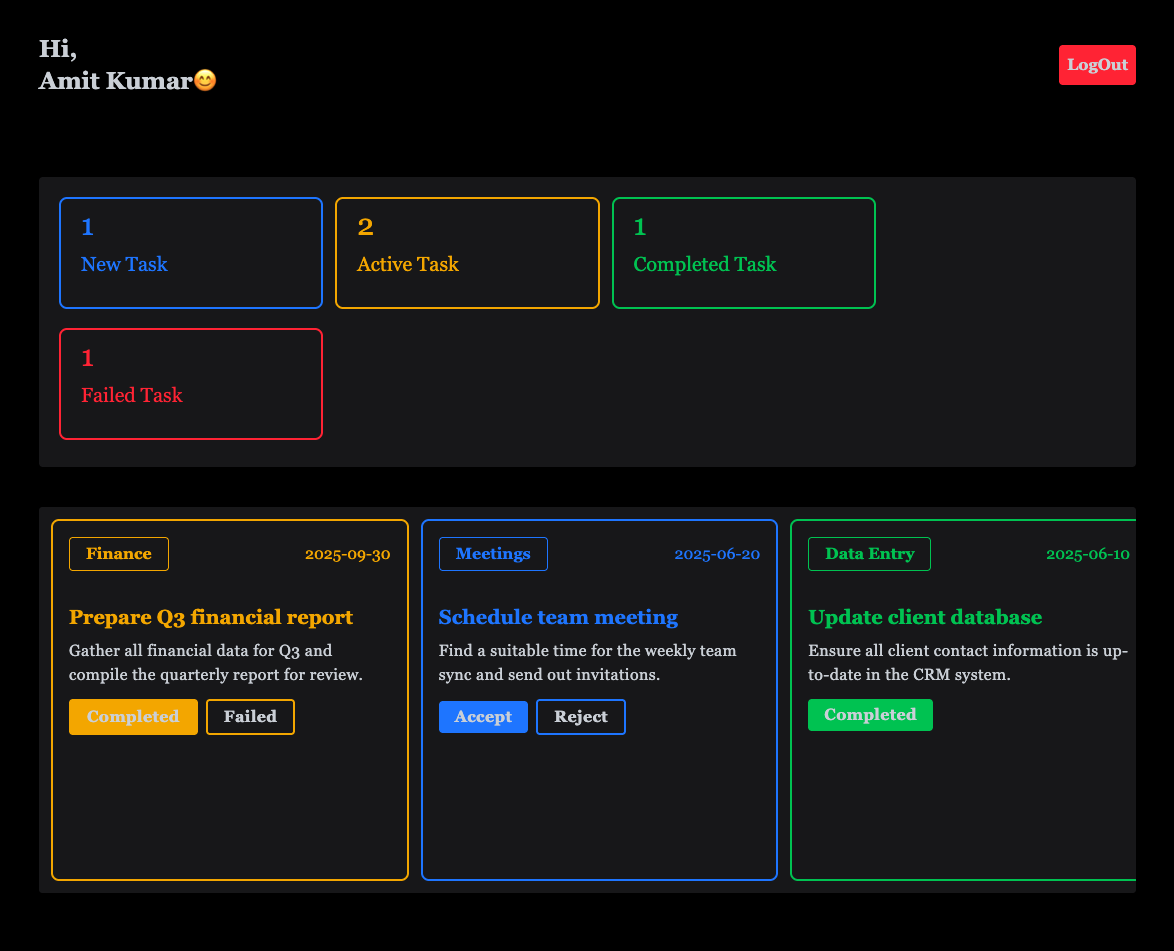 Hi,
Amit Kumar😊
LogOut
1
New Task
2
Active Task
1
Completed Task
1
Failed Task
Finance
2025-09-30
Prepare Q3 financial report
Gather all financial data for Q3 and
compile the quarterly report for review.
Completed
Failed
Meetings
2025-06-20
Schedule team meeting
Find a suitable time for the weekly team
sync and send out invitations.
Accept
Reject
Data Entry
2025-06-10
Update client database
Ensure all client contact information is up-
to-date in the CRM system.
Completed